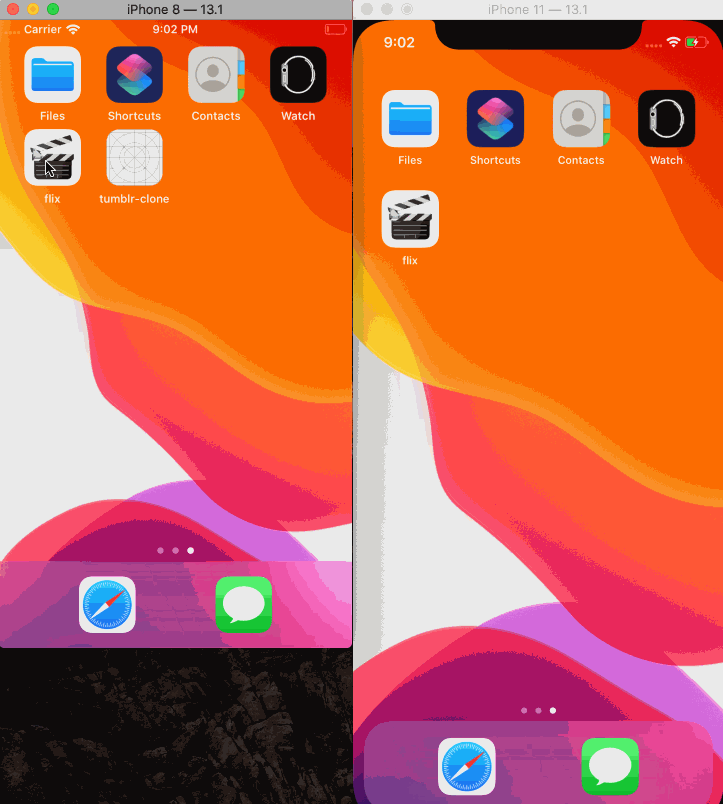 iPhone 8 — 13.1
Carrier 9:02 PM
Files Shortcuts Contacts Watch
flix tumblr-clone
iPhone 11 — 13.1
9:02
Files Shortcuts Contacts Watch
flix